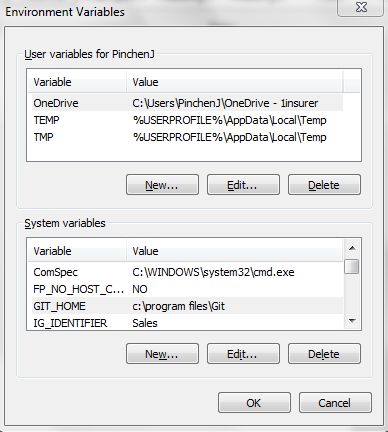 Environment Variables
User variables for PinchenJ
Variable Value
OneDrive C:\Users\PinchenJ\OneDrive - 1insurer
TEMP %USERPROFILE%\AppData\Local\Temp
TMP %USERPROFILE%\AppData\Local\Temp
New... Edit... Delete
System variables
Variable Value
ComSpec C:\WINDOWS\system32\cmd.exe
FP_NO_HOST_C... NO
GIT_HOME c:\program files\Git
IG_IDENTIFIER Sales
New... Edit... Delete
OK Cancel